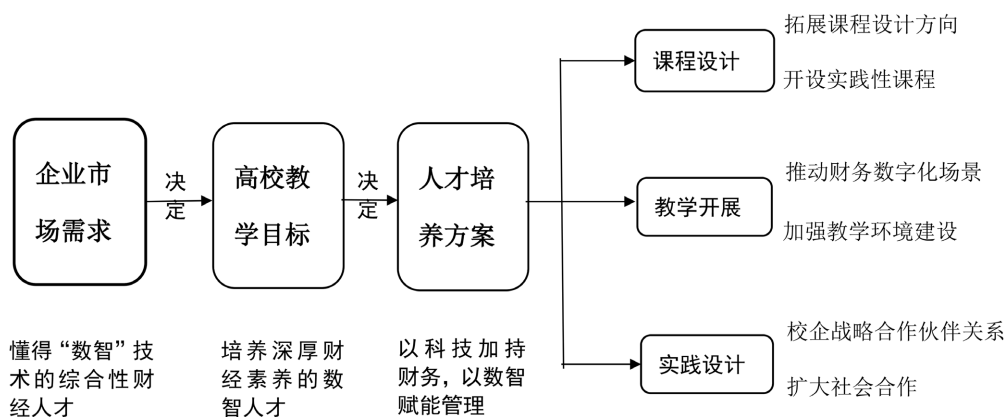 企业市
场需求
决
定
高校教
学目标
决
定
人才培
养方案
课程设计
拓展课程设计方向
开设实践性课程
教学开展
推动财务数字化场景
加强教学环境建设
实践设计
校企战略合作伙伴关系
扩大社会合作
懂得“数智”技
术的综合性财
经人才
培养深厚财
经素养的数
智人才
以科技加持
财务，以数智
赋能管理